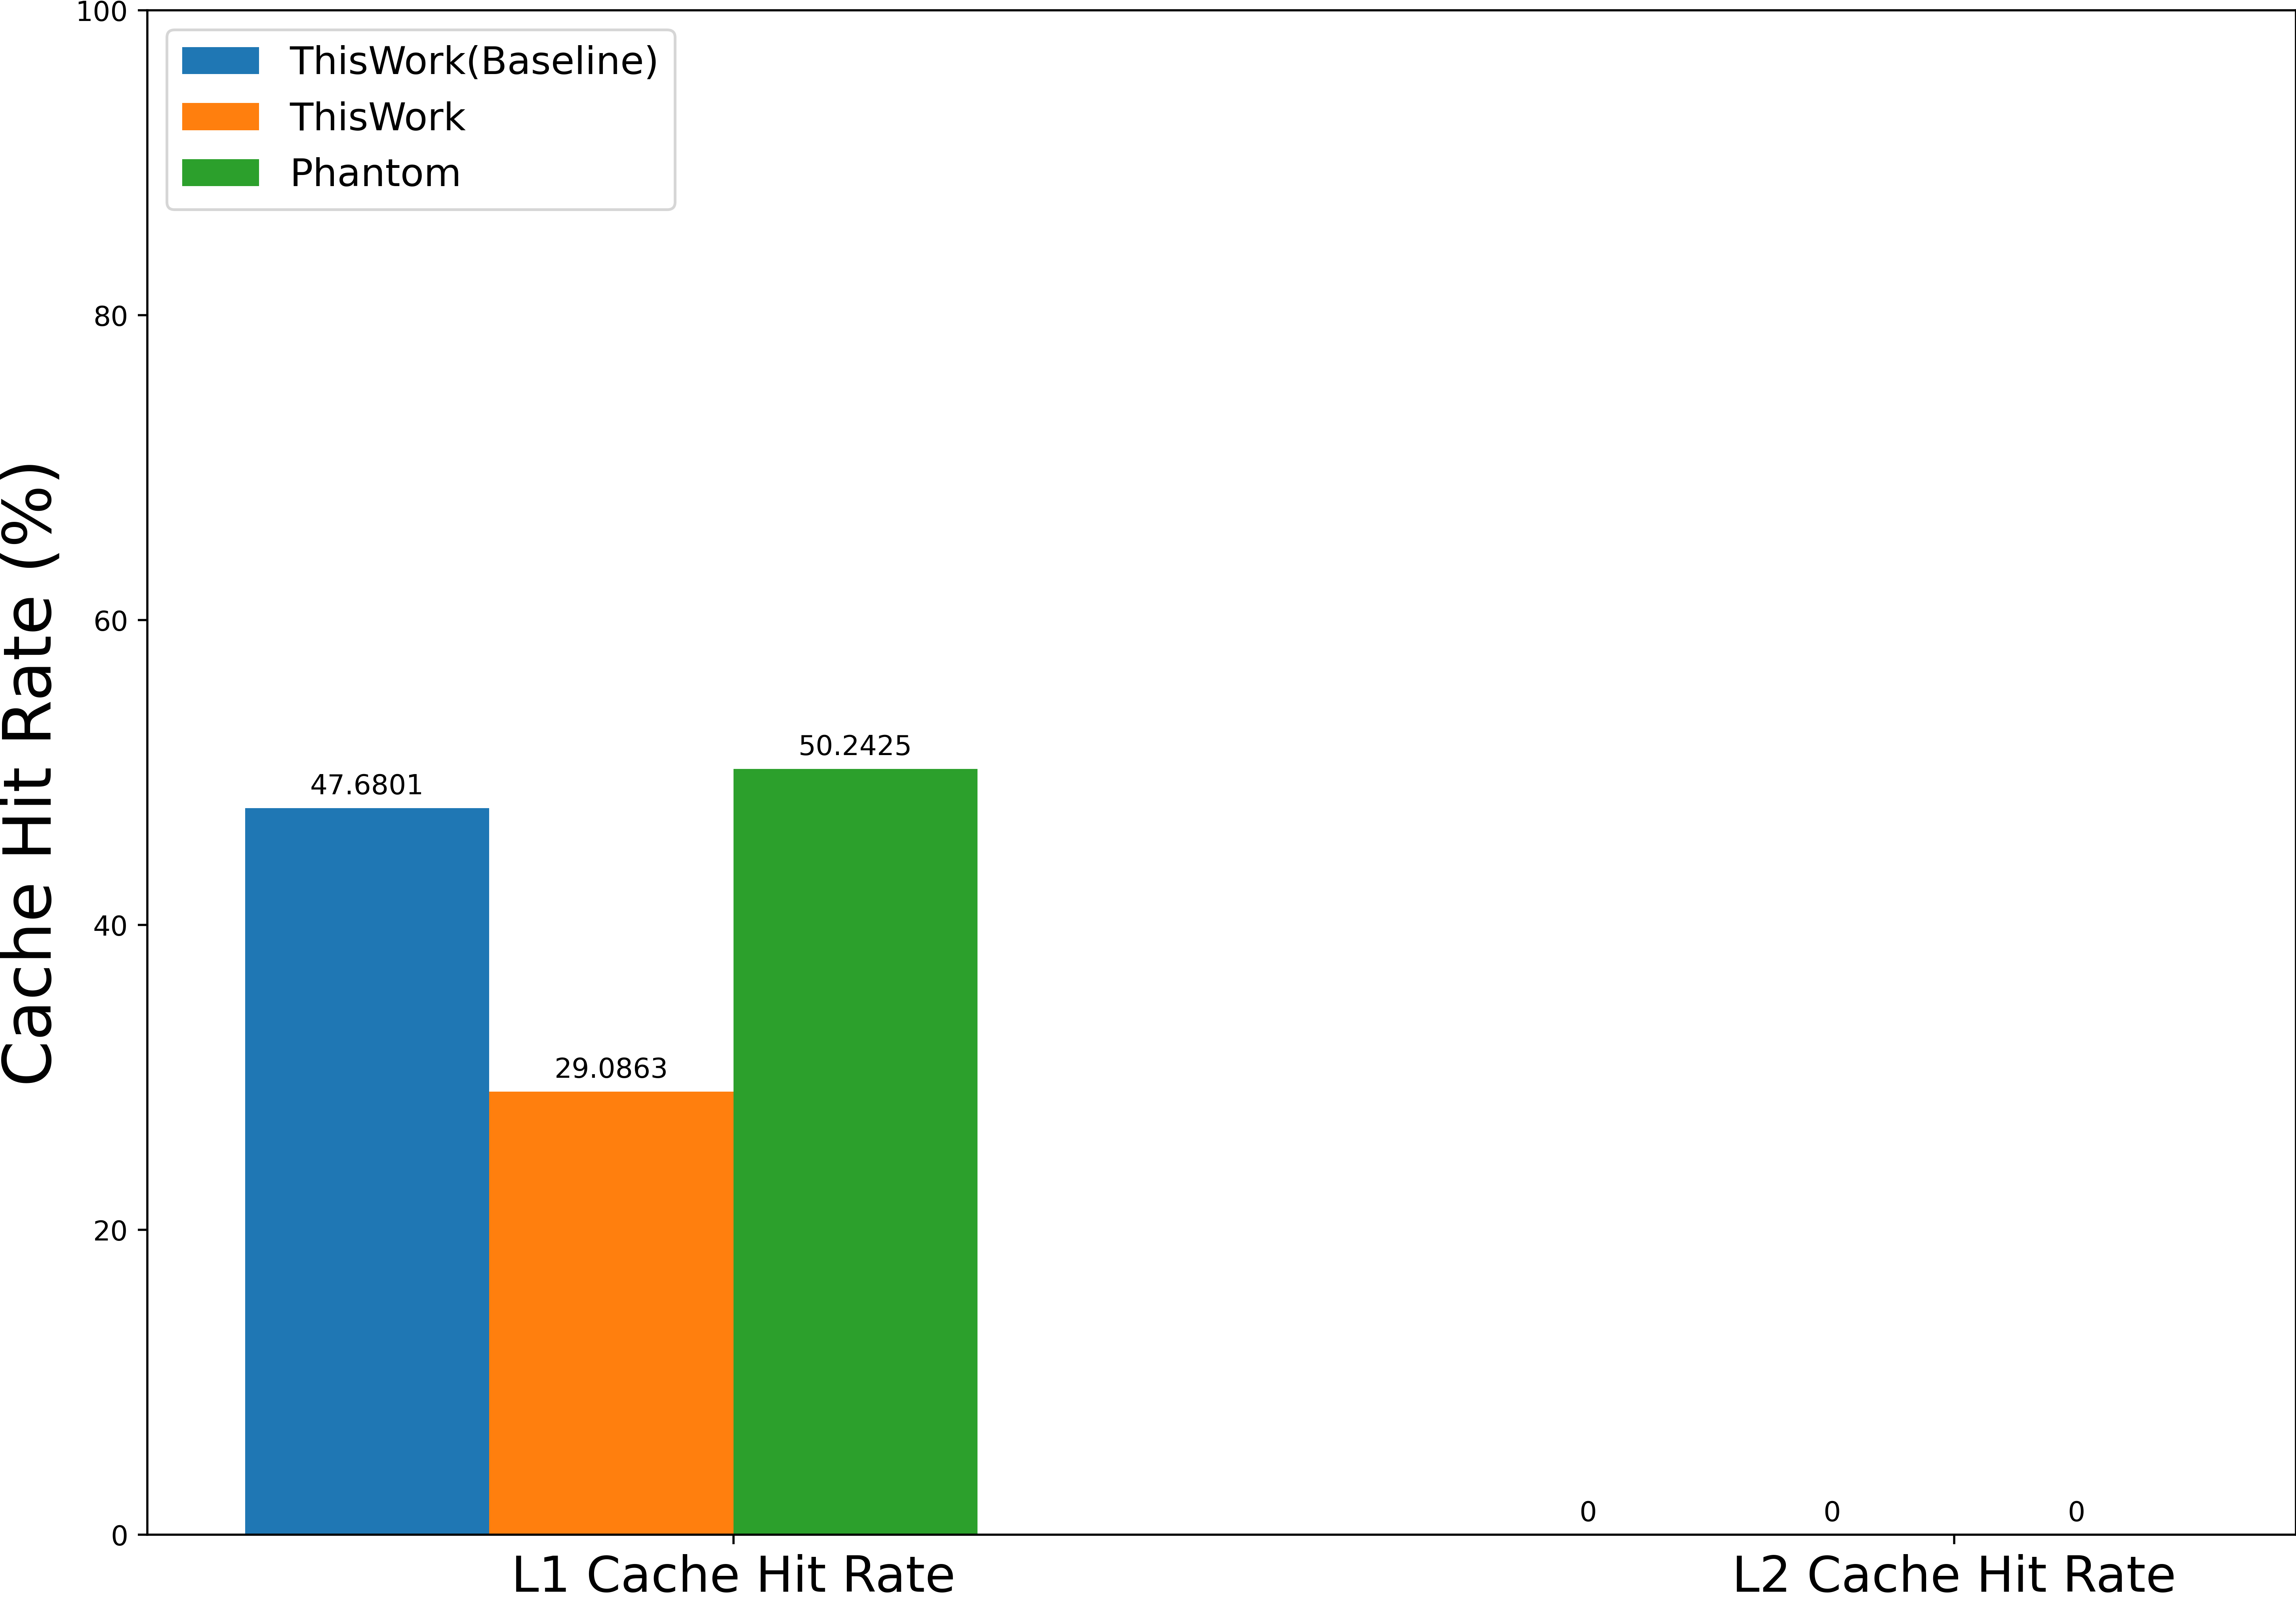 100
80
60
40
20
0
Cache Hit Rate (%)
ThisWork(Baseline)
ThisWork
Phantom
47.6801
29.0863
50.2425
0 0 0
L1 Cache Hit Rate
L2 Cache Hit Rate